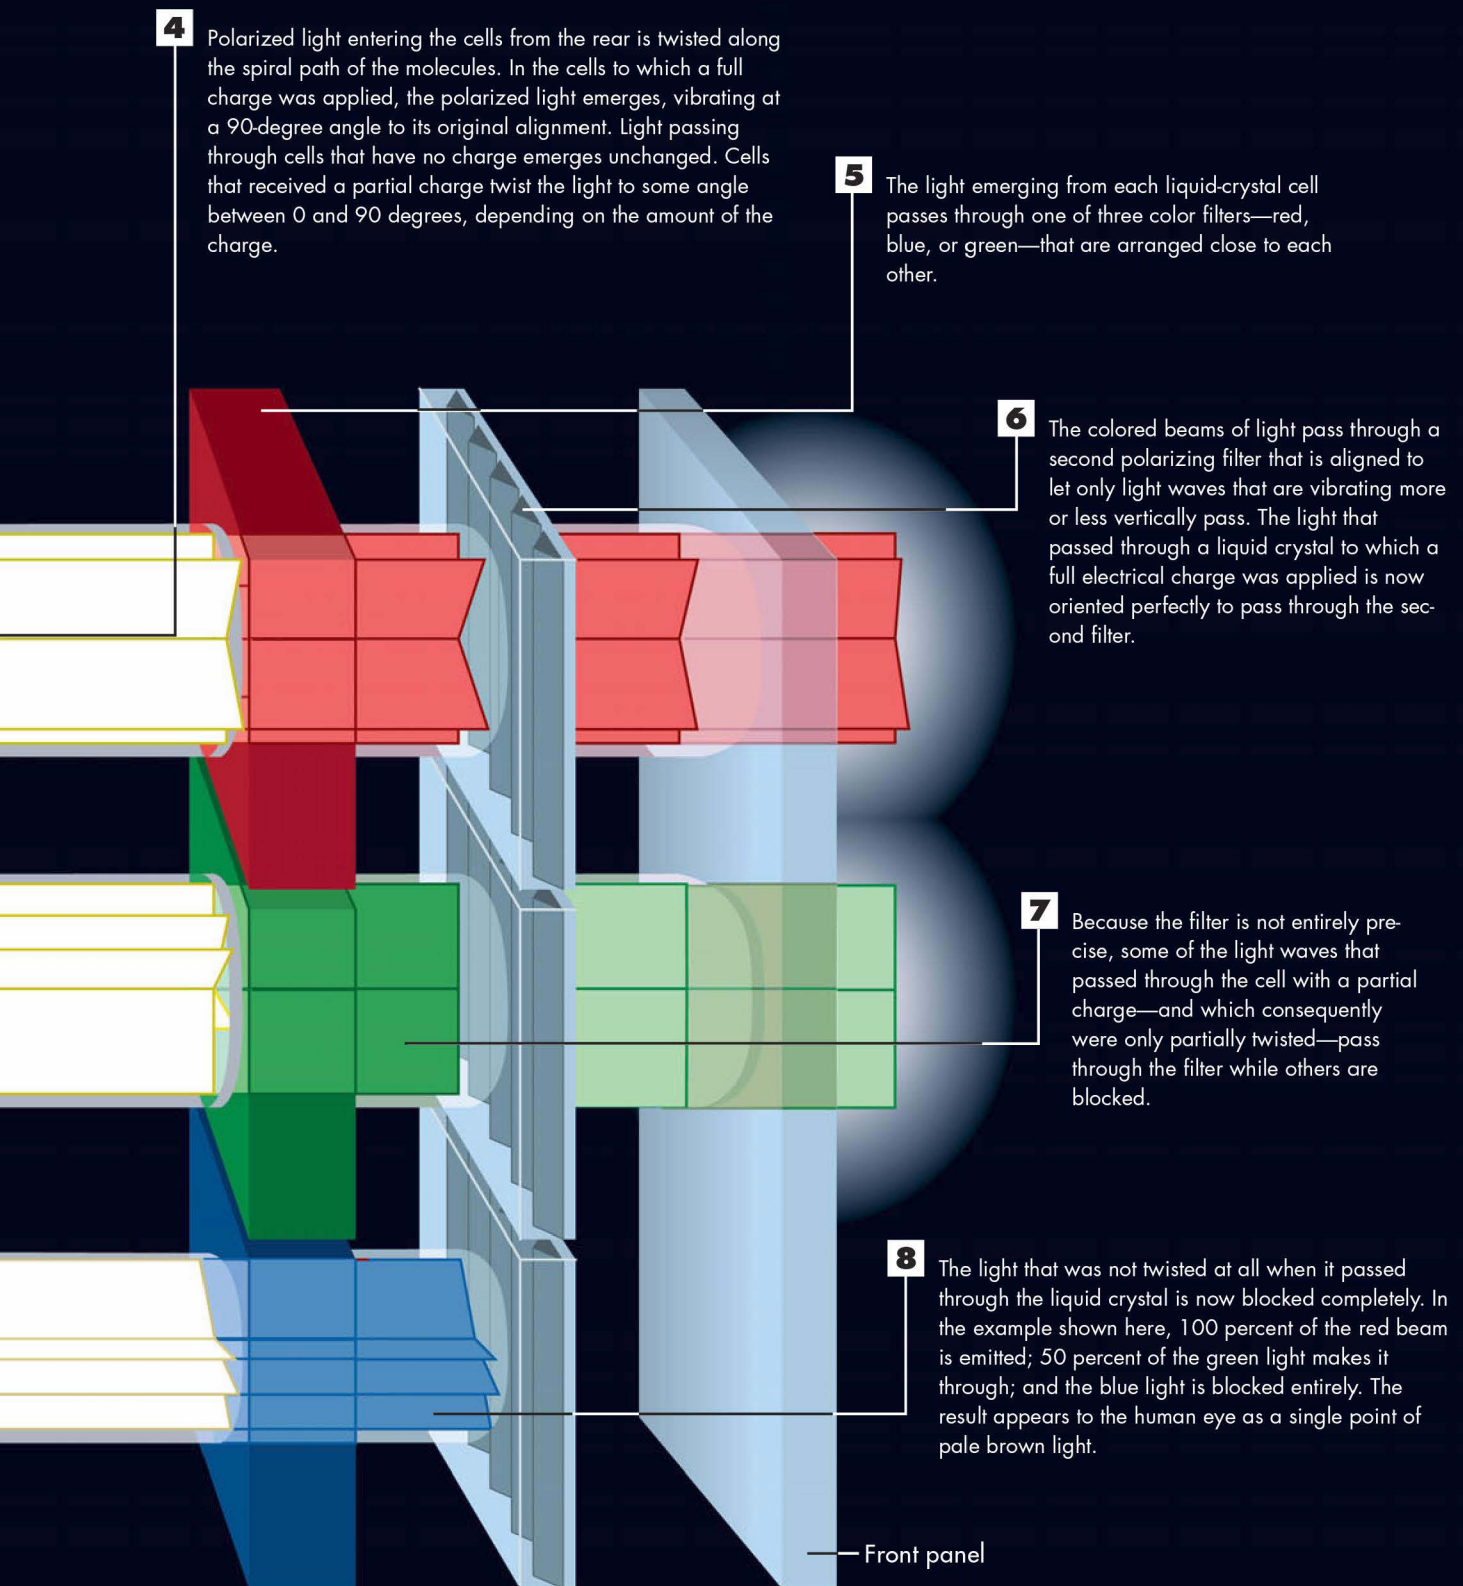 4
Polarized light entering the cells from the rear is twisted along
the spiral path of the molecules. In the cells to which a full
charge was applied, the polarized light emerges, vibrating at
a 90-degree angle to its original alignment. Light passing
through cells that have no charge emerges unchanged. Cells
that received a partial charge twist the light to some angle
between 0 and 90 degrees, depending on the amount of the
charge.
5
The light emerging from each liquid-crystal cell
passes through one of three color filters—red,
blue, or green—that are arranged close to each
other.
6
The colored beams of light pass through a
second polarizing filter that is aligned to
let only light waves that are vibrating more
or less vertically pass. The light that
passed through a liquid crystal to which a
full electrical charge was applied is now
oriented perfectly to pass through the sec-
ond filter.
7
Because the filter is not entirely pre-
cise, some of the light waves that
passed through the cell with a partial
charge—and which consequently
were only partially twisted—pass
through the filter while others are
blocked.
8
The light that was not twisted at all when it passed
through the liquid crystal is now blocked completely. In
the example shown here, 100 percent of the red beam
is emitted; 50 percent of the green light makes it
through; and the blue light is blocked entirely. The
result appears to the human eye as a single point of
pale brown light.
Front panel